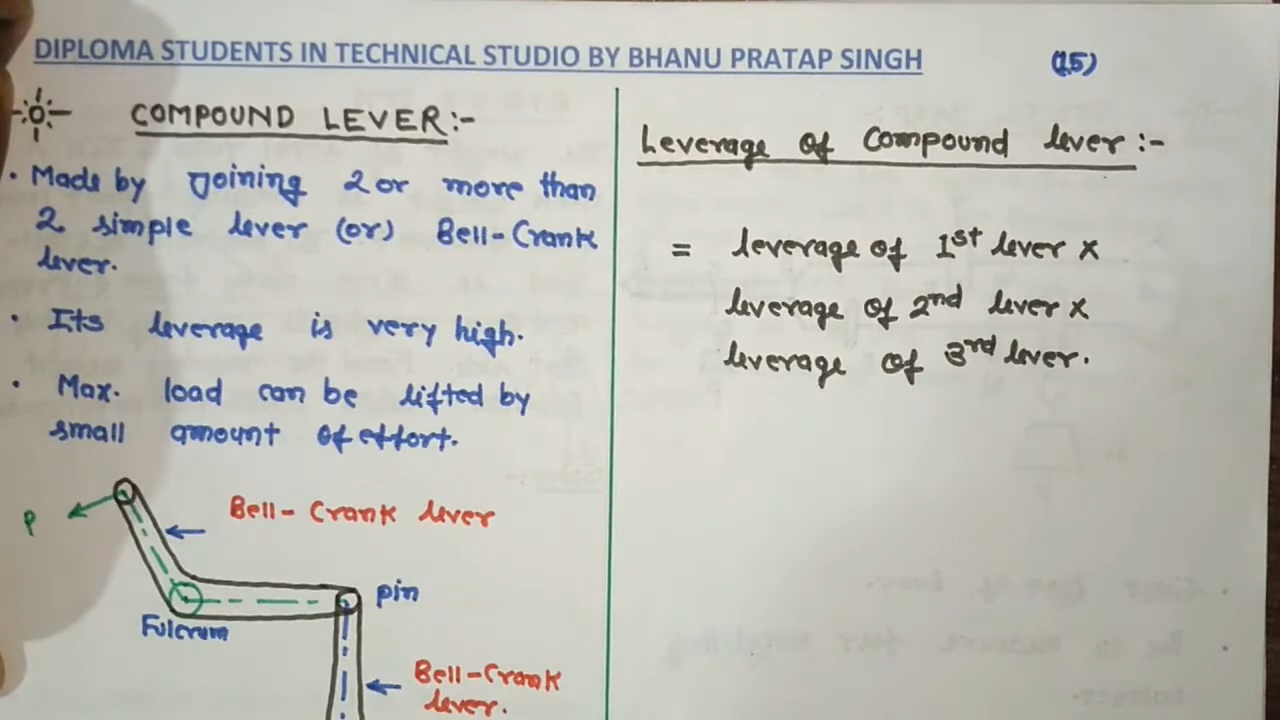 DIPLOMA STUDENTS IN TECHNICAL STUDIO BY BHANU PRATAP SINGH
(15)
COMPOUND LEVER:-
• Made by Joining 2 or more than
2 simple lever (or) Bell-Crank
lever.
• Its leverage is very high.
• Max. load can be lifted by
small amount of effort.
P
Bell-Crank lever
Fulcrum
pin
Bell-Crank
lever.
Leverage of Compound lever:-
= leverage of 1st lever ×
leverage of 2nd lever ×
leverage of 3rd lever.